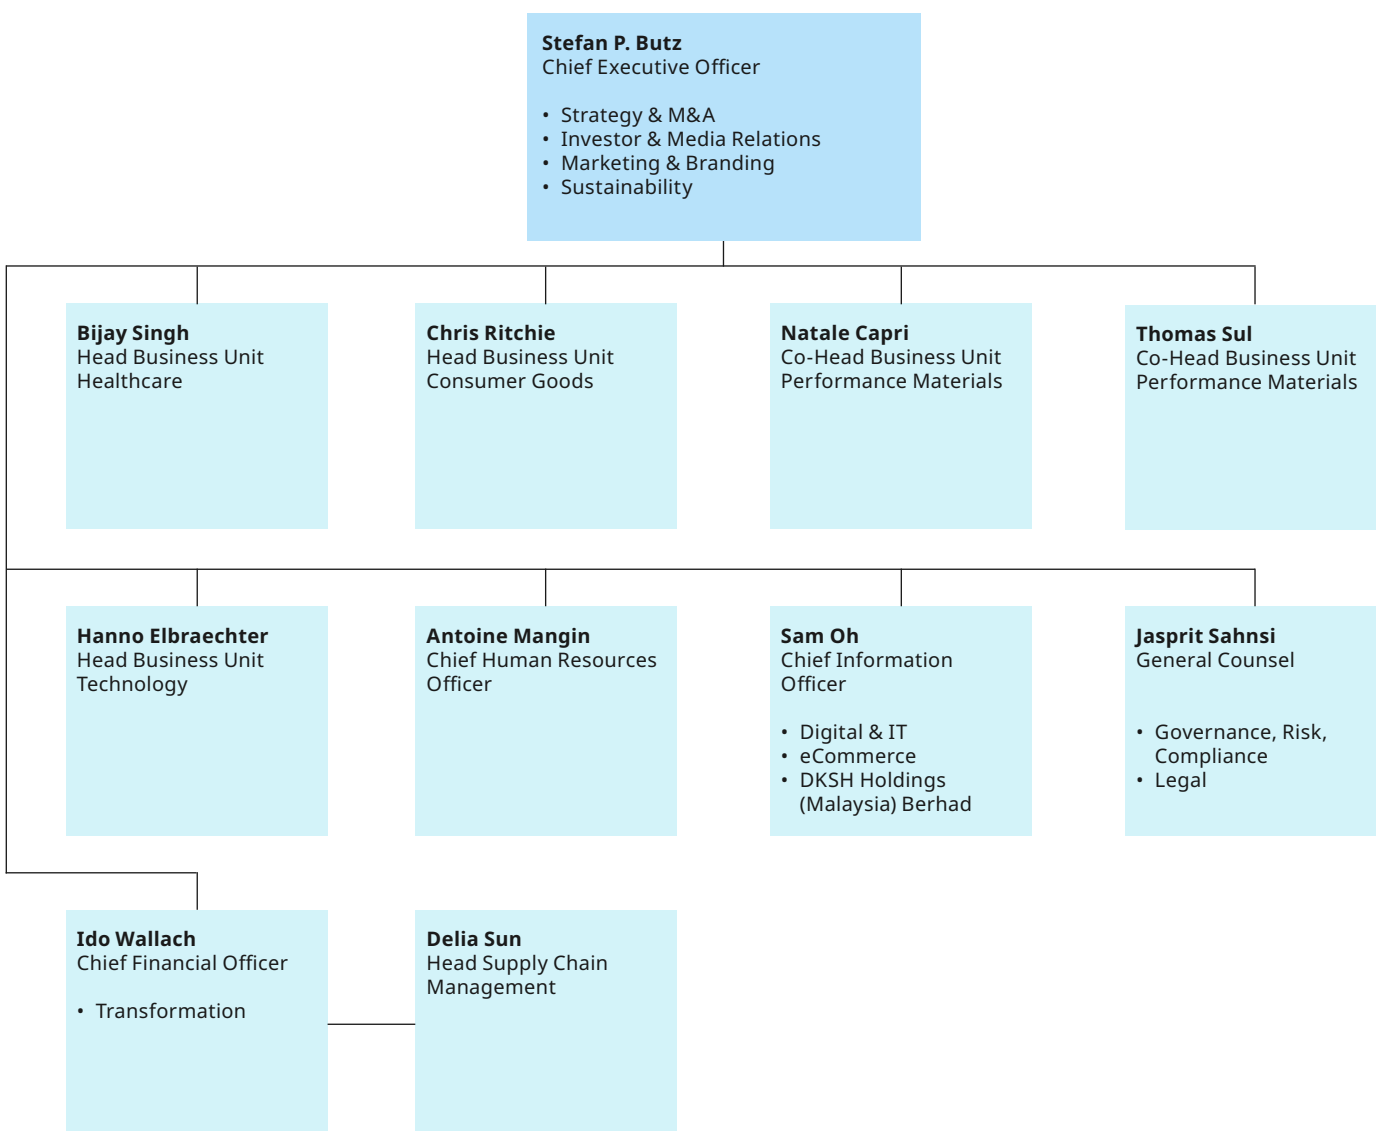 Stefan P. Butz
Chief Executive Officer
• Strategy & M&A
• Investor & Media Relations
• Marketing & Branding
• Sustainability
Bijay Singh
Head Business Unit
Healthcare
Chris Ritchie
Head Business Unit
Consumer Goods
Natale Capri
Co-Head Business Unit
Performance Materials
Thomas Sul
Co-Head Business Unit
Performance Materials
Hanno Elbraechter
Head Business Unit
Technology
Antoine Mangin
Chief Human Resources
Officer
Sam Oh
Chief Information
Officer
• Digital & IT
• eCommerce
• DKSH Holdings
(Malaysia) Berhad
Jasprit Sahnsi
General Counsel
• Governance, Risk,
Compliance
• Legal
Ido Wallach
Chief Financial Officer
• Transformation
Delia Sun
Head Supply Chain
Management